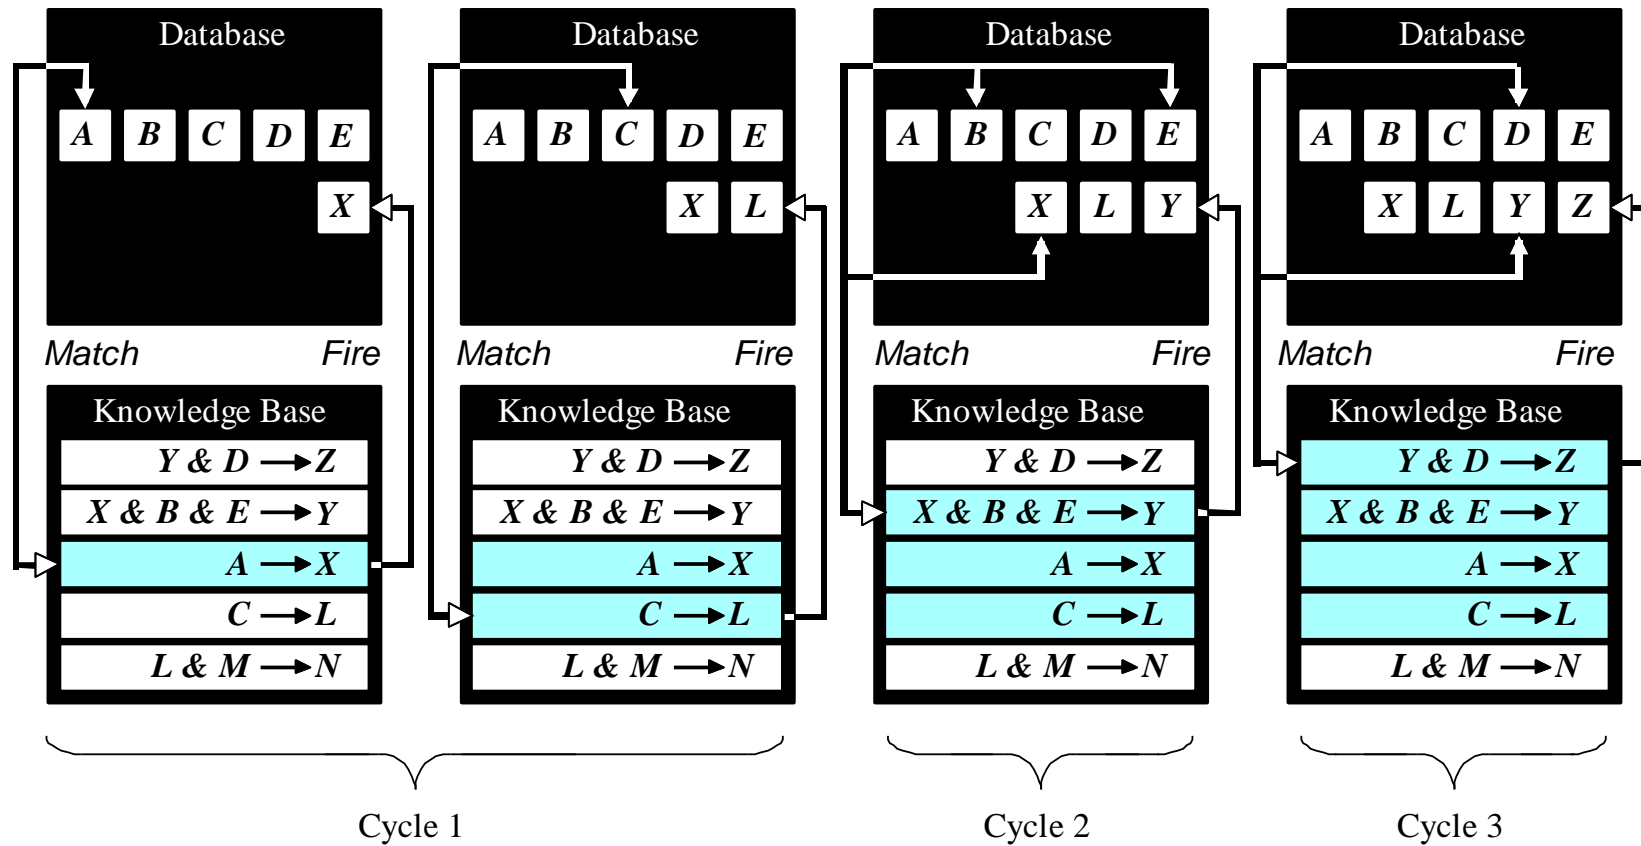 Database
A B C D E
X
Match Fire
Knowledge Base
Y & D → Z
X & B & E → Y
A → X
C → L
L & M → N
Database
A B C D E
X L
Match Fire
Knowledge Base
Y & D → Z
X & B & E → Y
A → X
C → L
L & M → N
Cycle 1
Database
A B C D E
X L Y
Match Fire
Knowledge Base
Y & D → Z
X & B & E → Y
A → X
C → L
L & M → N
Cycle 2
Database
A B C D E
X L Y Z
Match Fire
Knowledge Base
Y & D → Z
X & B & E → Y
A → X
C → L
L & M → N
Cycle 3